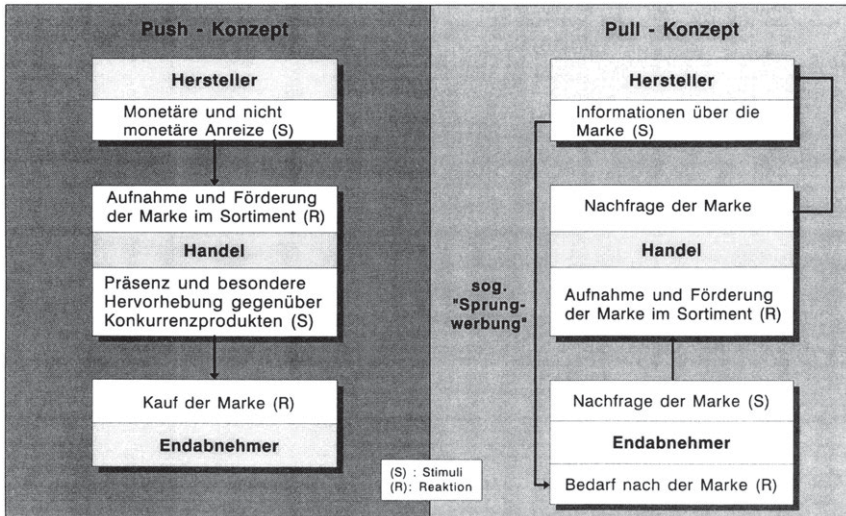 Push - Konzept
Hersteller
Monetäre und nicht
monetäre Anreize (S)
Aufnahme und Förderung
der Marke im Sortiment (R)
Handel
Präsenz und besondere
Hervorhebung gegenüber
Konkurrenzprodukten (S)
Kauf der Marke (R)
Endabnehmer
Pull - Konzept
Hersteller
Informationen über die
Marke (S)
Nachfrage der Marke
Handel
Aufnahme und Förderung
der Marke im Sortiment (R)
sog.
"Sprung-
werbung"
Nachfrage der Marke (S)
Endabnehmer
Bedarf nach der Marke (R)
(S) : Stimuli
(R): Reaktion